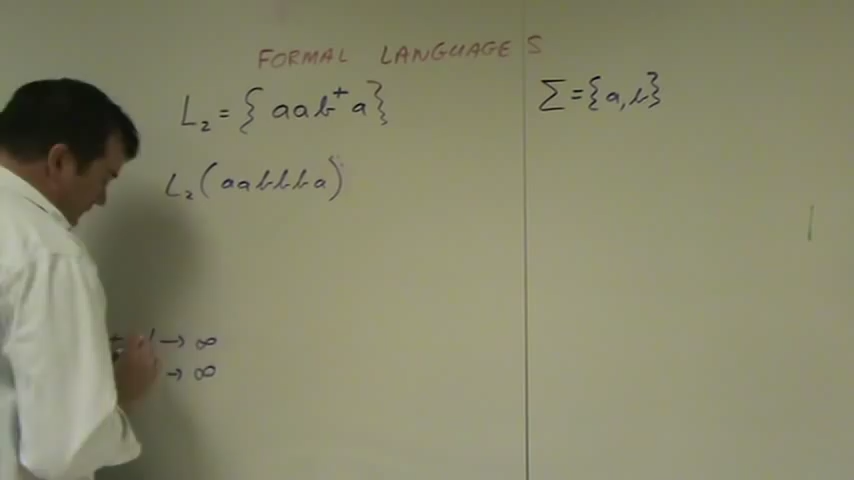 FORMAL LANGUAGES
L₂ = { aab⁺a }
Σ = {a, b}
L₂(aabbba)
+ 1 → ∞
→ ∞